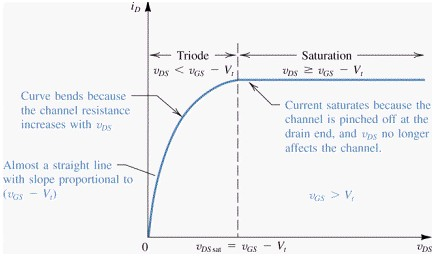 i_D
Triode
Saturation
v_DS < v_GS − V_t
v_DS ≥ v_GS − V_t
Curve bends because
the channel resistance
increases with v_DS
Current saturates because the
channel is pinched off at the
drain end, and v_DS no longer
affects the channel.
Almost a straight line
with slope proportional to
(v_GS − V_t)
v_GS > V_t
0
v_DS sat = v_GS − V_t
v_DS